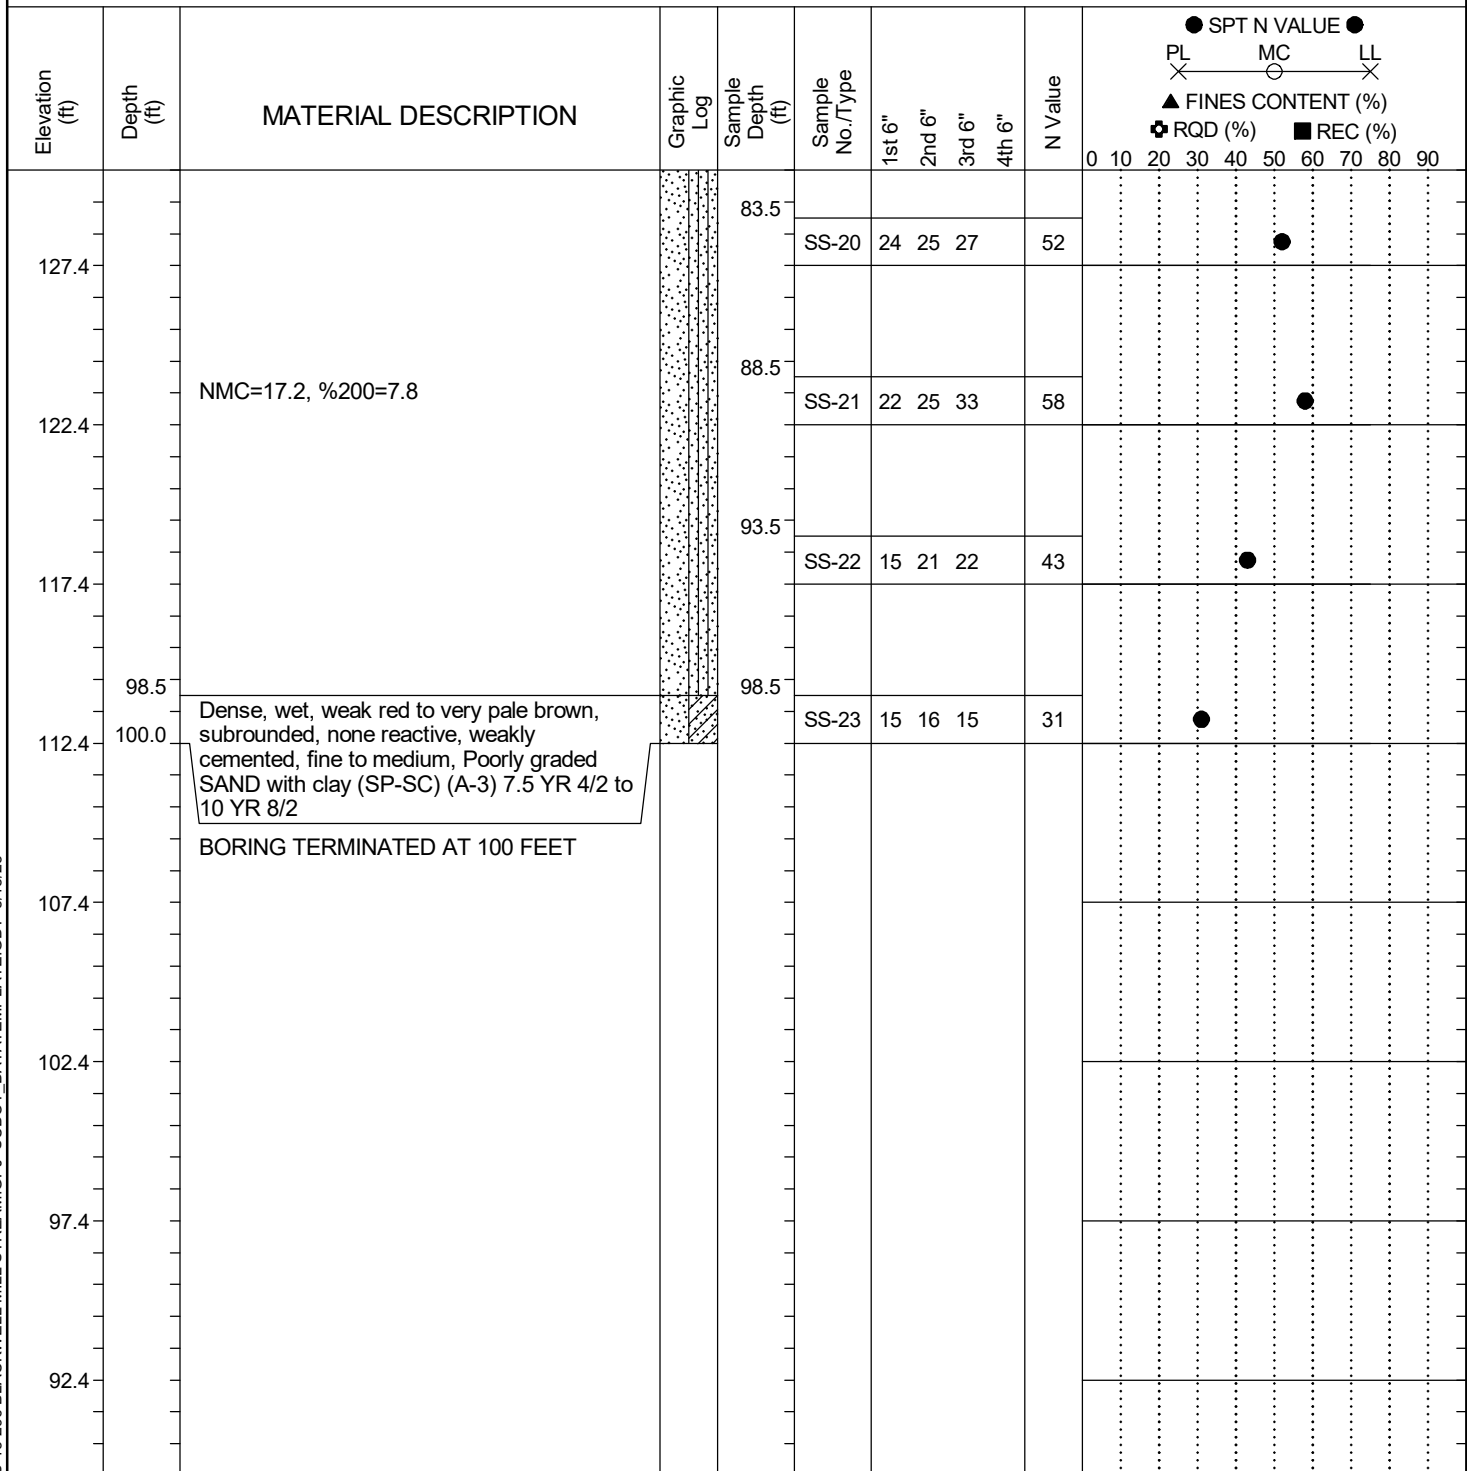 Elevation (ft)
Depth (ft)
MATERIAL DESCRIPTION
Graphic Log
Sample Depth (ft)
Sample No./Type
1st 6"
2nd 6"
3rd 6"
4th 6"
N Value
● SPT N VALUE ●
PL MC LL
▲ FINES CONTENT (%)
RQD (%) ■ REC (%)
0 10 20 30 40 50 60 70 80 90
83.5
SS-20 24 25 27 52
127.4
88.5
NMC=17.2, %200=7.8
SS-21 22 25 33 58
122.4
93.5
SS-22 15 21 22 43
117.4
98.5 98.5
Dense, wet, weak red to very pale brown,
SS-23 15 16 15 31
subrounded, none reactive, weakly
112.4 100.0
cemented, fine to medium, Poorly graded
SAND with clay (SP-SC) (A-3) 7.5 YR 4/2 to
10 YR 8/2
BORING TERMINATED AT 100 FEET
107.4
102.4
97.4
92.4